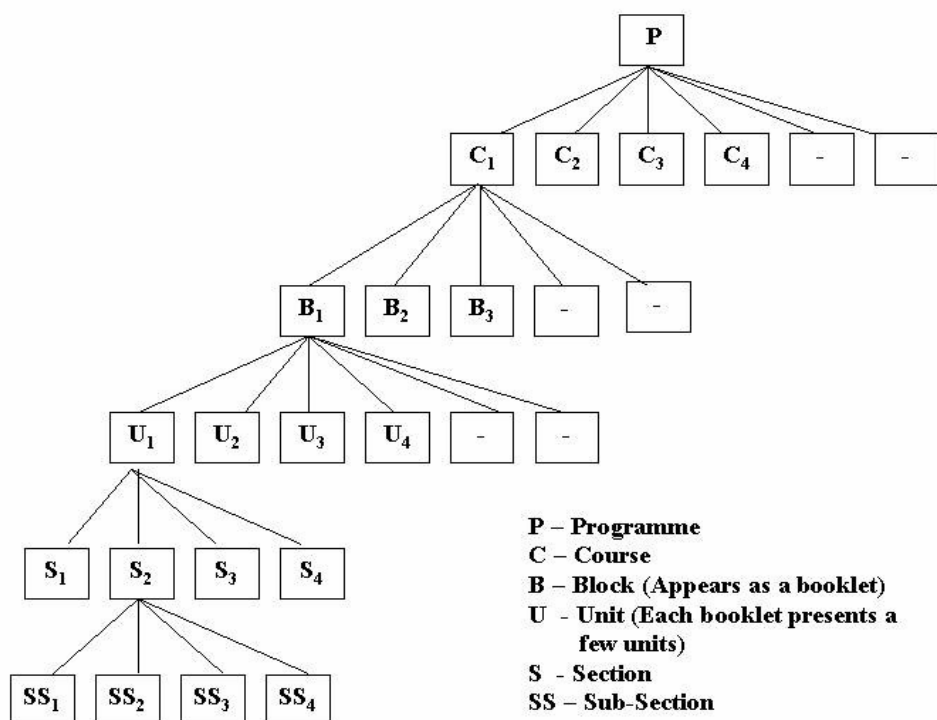 P
C₁ C₂ C₃ C₄ - -
B₁ B₂ B₃ - -
U₁ U₂ U₃ U₄ - -
S₁ S₂ S₃ S₄
SS₁ SS₂ SS₃ SS₄
P – Programme
C – Course
B – Block (Appears as a booklet)
U - Unit (Each booklet presents a
few units)
S - Section
SS – Sub-Section